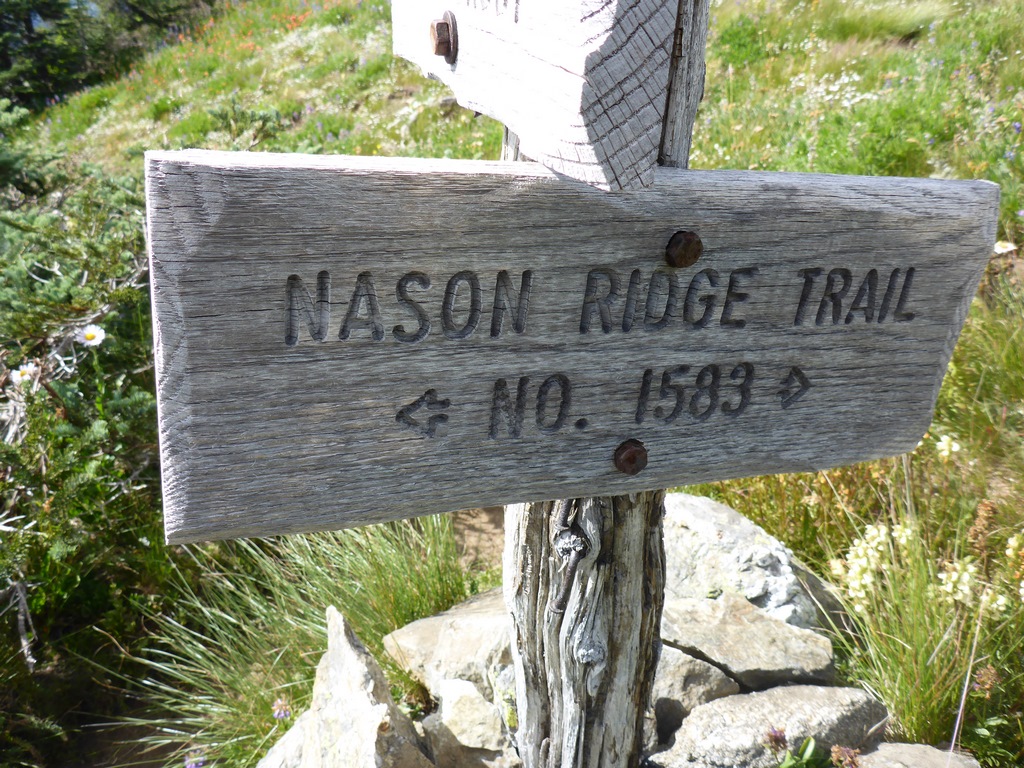 NASON RIDGE TRAIL
← NO. 1583 →